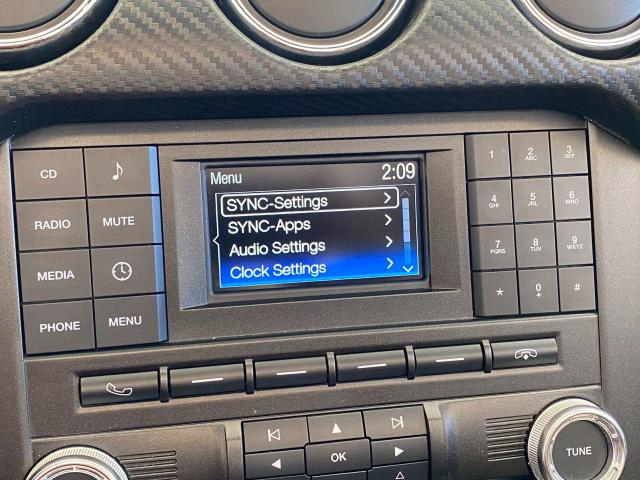 CD
RADIO
MUTE
MEDIA
PHONE
MENU
Menu 2:09
SYNC-Settings
SYNC-Apps
Audio Settings
Clock Settings
1
2 ABC
3 DEF
4 GHI
5 JKL
6 MNO
7 PQRS
8 TUV
9 WXYZ
*
0 +
#
OK
TUNE